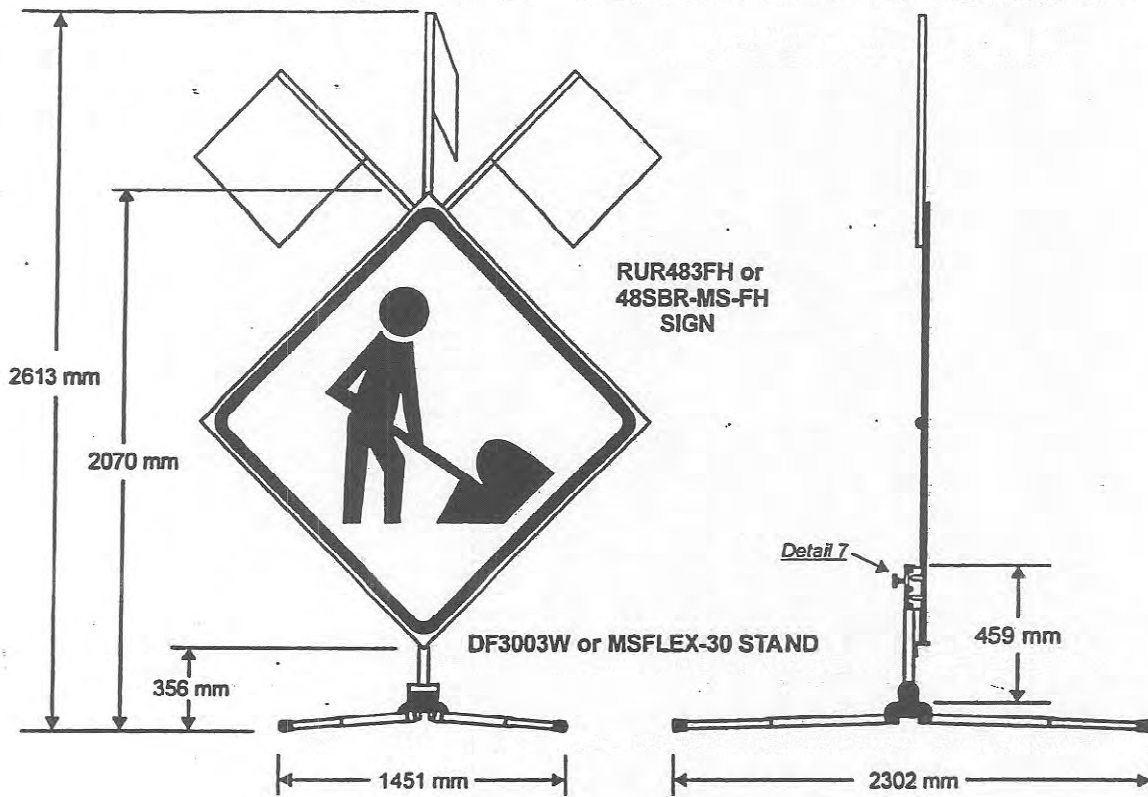 RUR483FH or
48SBR-MS-FH
SIGN
2613 mm
2070 mm
Detail 7
459 mm
DF3003W or MSFLEX-30 STAND
356 mm
1451 mm
2302 mm